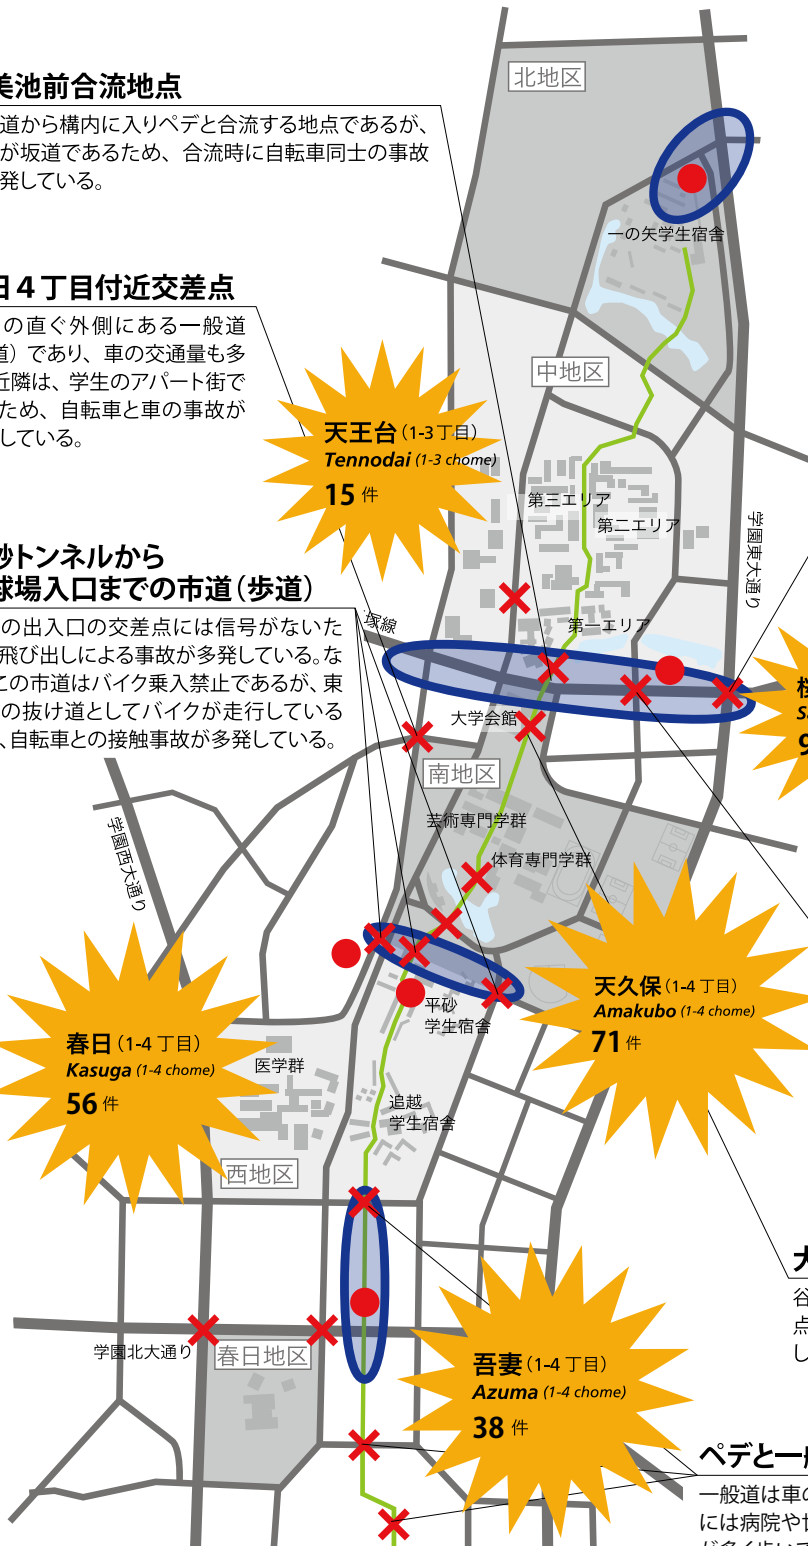 美池前合流地点
道から構内に入りペデと合流する地点であるが、
が坂道であるため、合流時に自転車同士の事故
発している。
北地区
一の矢学生宿舎
日４丁目付近交差点
の直ぐ外側にある一般道
道）であり、車の交通量も多
近隣は、学生のアパート街で
ため、自転車と車の事故が
している。
中地区
天王台（1-3 丁目）
Tennodai (1-3 chome)
15 件
第三エリア
第二エリア
学園東大通り
砂トンネルから
球場入口までの市道（歩道）
の出入口の交差点には信号がないた
飛び出しによる事故が多発している。な
この市道はバイク乗入禁止であるが、東
の抜け道としてバイクが走行している
、自転車との接触事故が多発している。
塚線
第一エリア
大学会館
南地区
芸術専門学群
体育専門学群
学園西大通り
天久保（1-4 丁目）
Amakubo (1-4 chome)
71 件
平砂
学生宿舎
春日（1-4 丁目）
Kasuga (1-4 chome)
56 件
医学群
追越
学生宿舎
西地区
学園北大通り
春日地区
吾妻（1-4 丁目）
Azuma (1-4 chome)
38 件
ペデと一般
一般道は車の
には病院や